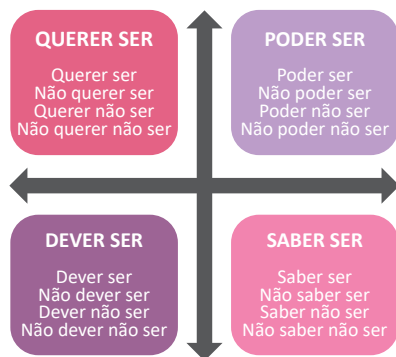 QUERER SER
Querer ser
Não querer ser
Querer não ser
Não querer não ser
PODER SER
Poder ser
Não poder ser
Poder não ser
Não poder não ser
DEVER SER
Dever ser
Não dever ser
Dever não ser
Não dever não ser
SABER SER
Saber ser
Não saber ser
Saber não ser
Não saber não ser